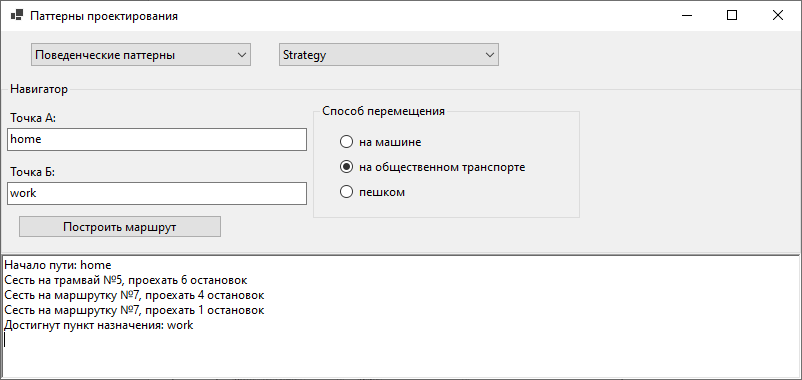 Паттерны проектирования
Поведенческие паттерны
Strategy
Навигатор
Точка А:
home
Точка Б:
work
Построить маршрут
Способ перемещения
на машине
на общественном транспорте
пешком
Начало пути: home
Сесть на трамвай №5, проехать 6 остановок
Сесть на маршрутку №7, проехать 4 остановок
Сесть на маршрутку №7, проехать 1 остановок
Достигнут пункт назначения: work